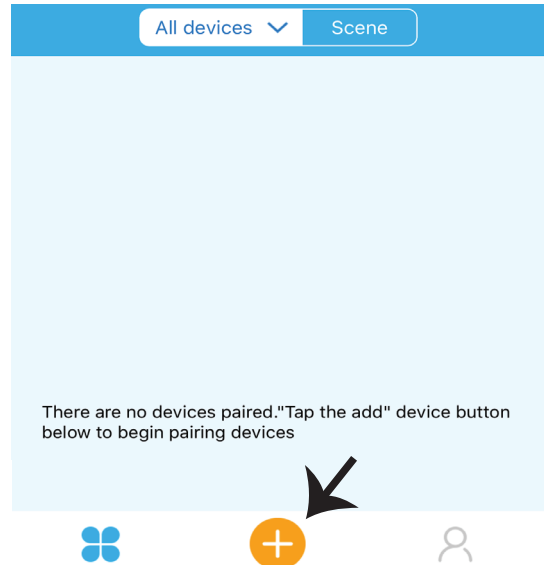 All devices
Scene
There are no devices paired."Tap the add" device button
below to begin pairing devices